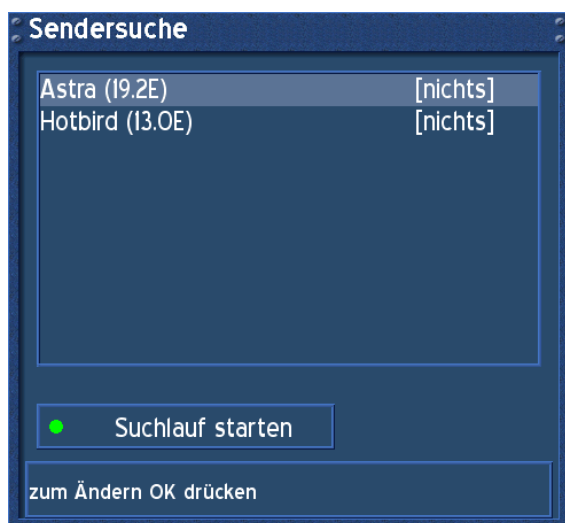 Sendersuche
Astra (19.2E) [nichts]
Hotbird (13.0E) [nichts]
Suchlauf starten
zum Ändern OK drücken